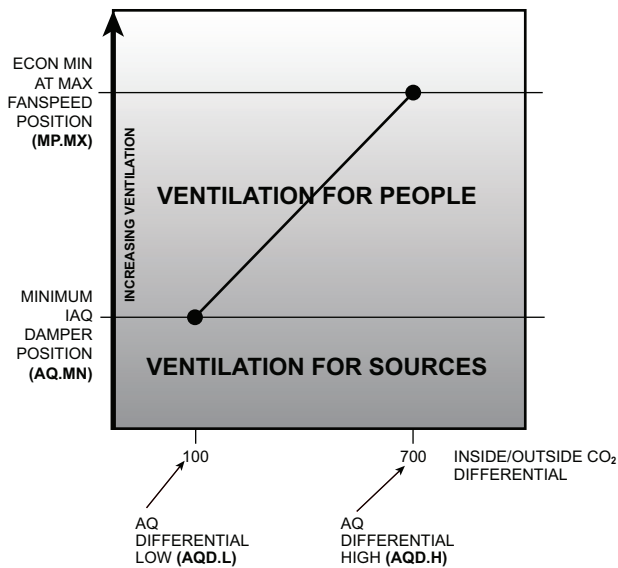 ECON MIN
AT MAX
FANSPEED
POSITION
(MP.MX)
INCREASING VENTILATION
VENTILATION FOR PEOPLE
MINIMUM
IAQ
DAMPER
POSITION
(AQ.MN)
VENTILATION FOR SOURCES
100
700
INSIDE/OUTSIDE CO₂
DIFFERENTIAL
AQ
DIFFERENTIAL
LOW (AQD.L)
AQ
DIFFERENTIAL
HIGH (AQD.H)